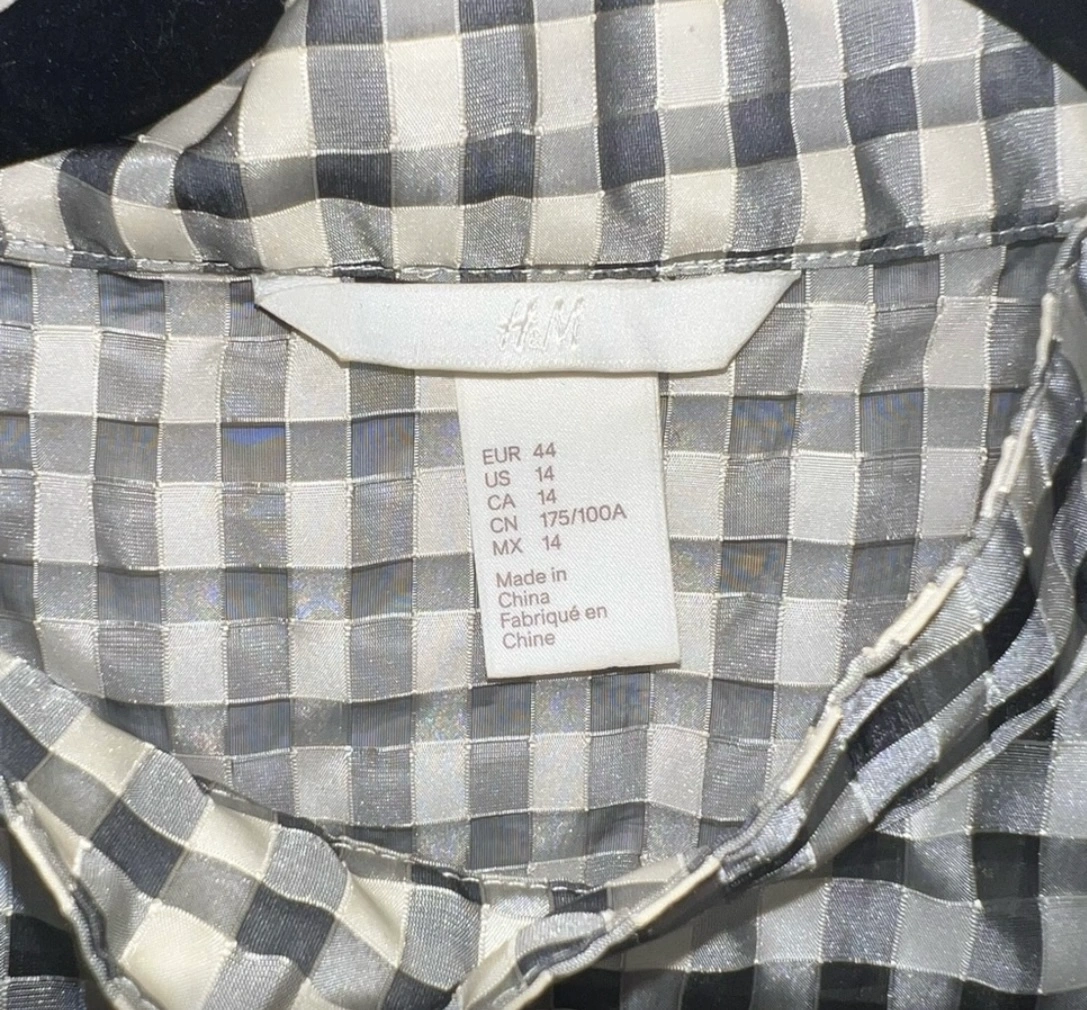 H&M
EUR 44
US 14
CA 14
CN 175/100A
MX 14
Made in
China
Fabriqué en
Chine